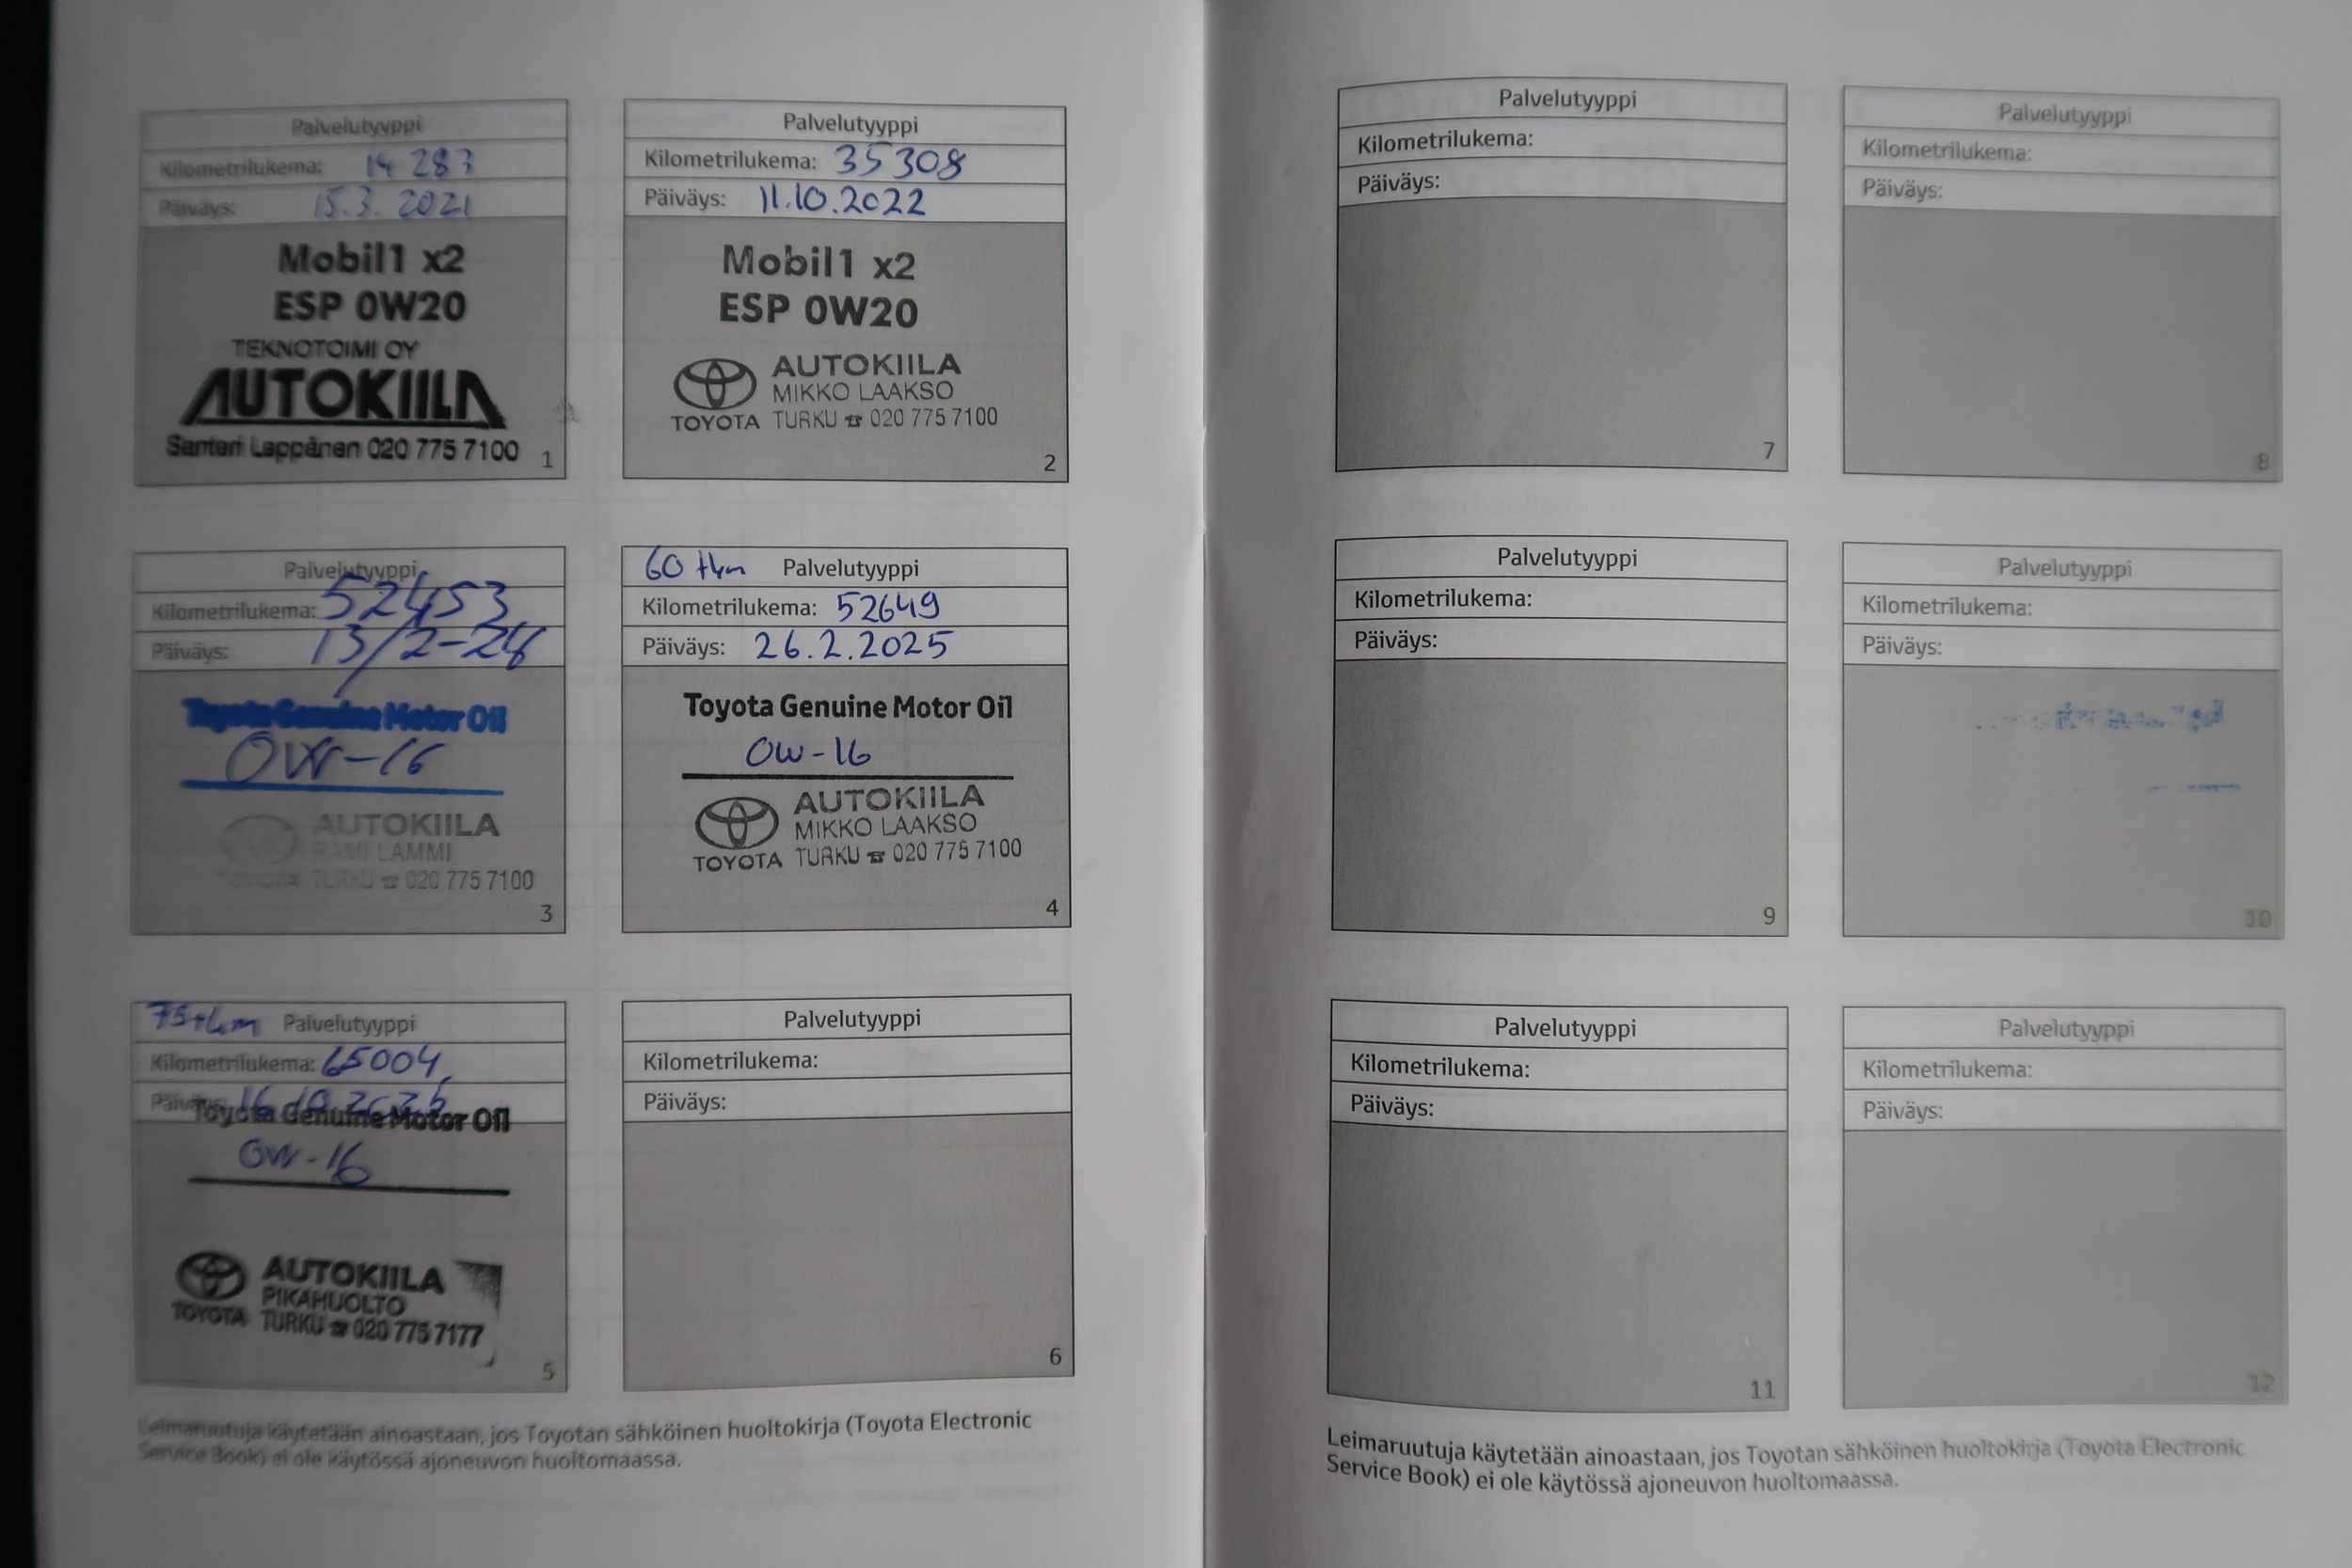 Palvelutyyppi
Kilometrilukema: 14 283
Päiväys: 15.3. 2021
Mobil1 x2
ESP 0W20
TEKNOTOIMI OY
AUTOKIILA
Santeri Leppänen 020 775 7100
1
Palvelutyyppi
Kilometrilukema: 35308
Päiväys: 11.10.2022
Mobil1 x2
ESP 0W20
AUTOKIILA
MIKKO LAAKSO
TOYOTA TURKU ☎ 020 775 7100
2
Palvelutyyppi
Kilometrilukema: 52453
Päiväys: 13/2-24
Toyota Genuine Motor Oil
0W-16
AUTOKIILA
RAMI LAMMI
TOYOTA TURKU ☎ 020 775 7100
3
60 tkm Palvelutyyppi
Kilometrilukema: 52649
Päiväys: 26.2.2025
Toyota Genuine Motor Oil
0W-16
AUTOKIILA
MIKKO LAAKSO
TOYOTA TURKU ☎ 020 775 7100
4
75tkm Palvelutyyppi
Kilometrilukema: 65004
Päiväys: 16.10.
Toyota Genuine Motor Oil
0W-16
AUTOKIILA
PIKAHUOLTO
TOYOTA TURKU ☎ 020 775 7177
5
Palvelutyyppi
Kilometrilukema:
Päiväys:
6
Leimaruutuja käytetään ainoastaan, jos Toyotan sähköinen huoltokirja (Toyota Electronic
Service Book) ei ole käytössä ajoneuvon huoltomaassa.
Palvelutyyppi
Kilometrilukema:
Päiväys:
7
Palvelutyyppi
Kilometrilukema:
Päiväys:
8
Palvelutyyppi
Kilometrilukema:
Päiväys:
9
Palvelutyyppi
Kilometrilukema:
Päiväys:
10
Palvelutyyppi
Kilometrilukema:
Päiväys:
11
Palvelutyyppi
Kilometrilukema:
Päiväys:
12
Leimaruutuja käytetään ainoastaan, jos Toyotan sähköinen huoltokirja (Toyota Electronic
Service Book) ei ole käytössä ajoneuvon huoltomaassa.